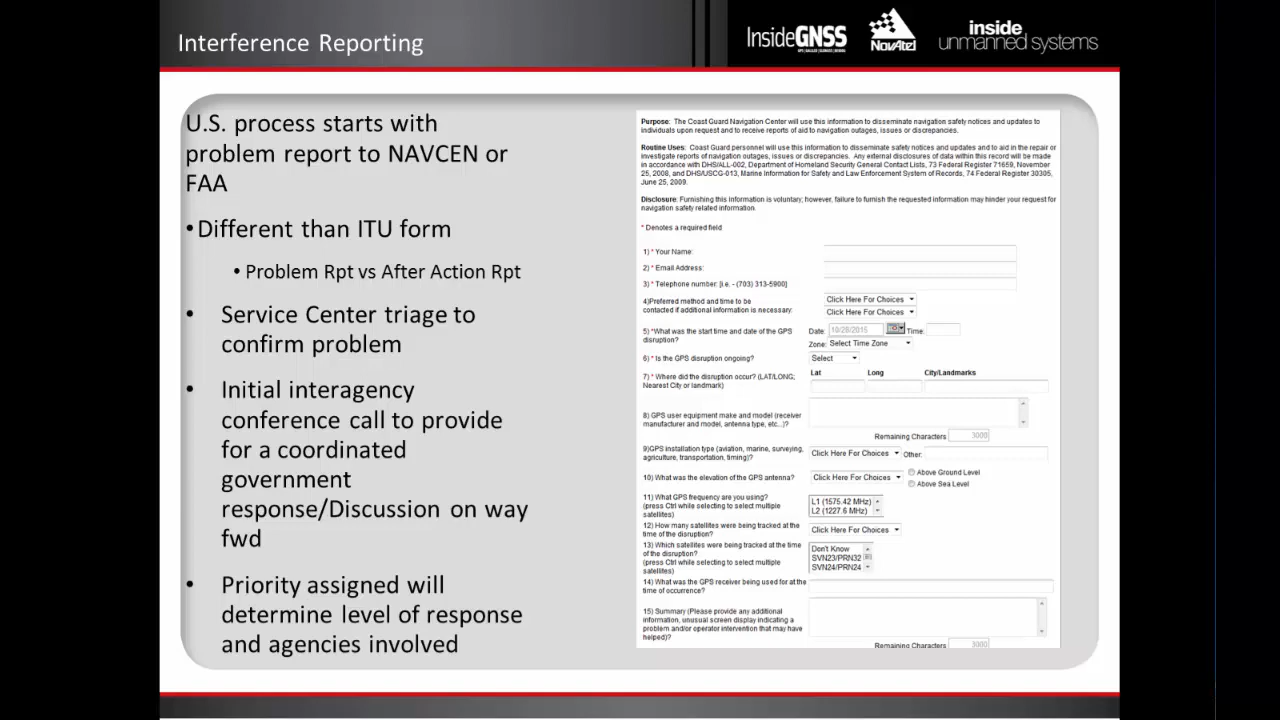 Interference Reporting
InsideGNSS
NovAtel
inside
unmanned systems
U.S. process starts with
problem report to NAVCEN or
FAA
• Different than ITU form
• Problem Rpt vs After Action Rpt
• Service Center triage to
confirm problem
• Initial interagency
conference call to provide
for a coordinated
government
response/Discussion on way
fwd
• Priority assigned will
determine level of response
and agencies involved
Purpose: The Coast Guard Navigation Center will use this information to disseminate navigation safety notices and updates to
individuals upon request and to receive reports of aid to navigation outages, issues or discrepancies.
Routine Uses: Coast Guard personnel will use this information to disseminate safety notices and updates and to aid in the repair or
investigate reports of navigation outages, issues or discrepancies. Any external disclosures of data within this record will be made
in accordance with DHS/ALL-002, Department of Homeland Security General Contact Lists, 73 Federal Register 71659, November
25, 2008, and DHS/USCG-013, Marine Information for Safety and Law Enforcement System of Records, 74 Federal Register 30305,
June 25, 2009.
Disclosure: Furnishing this information is voluntary; however, failure to furnish the requested information may hinder your request for
navigation safety related information.
* Denotes a required field
1) * Your Name:
2) * Email Address:
3) * Telephone number: [i.e. - (703) 313-5900]
4)Preferred method and time to be
contacted if additional information is necessary:
Click Here For Choices
Click Here For Choices
5) *What was the start time and date of the GPS
disruption?
Date: 10/28/2015 Time:
Zone: Select Time Zone
6) * Is the GPS disruption ongoing?
Select
7) * Where did the disruption occur? (LAT/LONG;
Nearest City or landmark)
Lat Long City/Landmarks
8) GPS user equipment make and model (receiver
manufacturer and model, antenna type, etc...)?
Remaining Characters 3000
9)GPS installation type (aviation, marine, surveying,
agriculture, transportation, timing)?
Click Here For Choices Other:
10) What was the elevation of the GPS antenna?
Click Here For Choices
Above Ground Level
Above Sea Level
11) What GPS frequency are you using?
(press Ctrl while selecting to select multiple
satellites)
L1 (1575.42 MHz)
L2 (1227.6 MHz)
12) How many satellites were being tracked at the
time of the disruption?
Click Here For Choices
13) Which satellites were being tracked at the time
of the disruption?
(press Ctrl while selecting to select multiple
satellites)
Don't Know
SVN23/PRN32
SVN24/PRN24
14) What was the GPS receiver being used for at the
time of occurrence?
15) Summary (Please provide any additional
information, unusual screen display indicating a
problem and/or operator intervention that may have
helped)?
Remaining Characters 3000